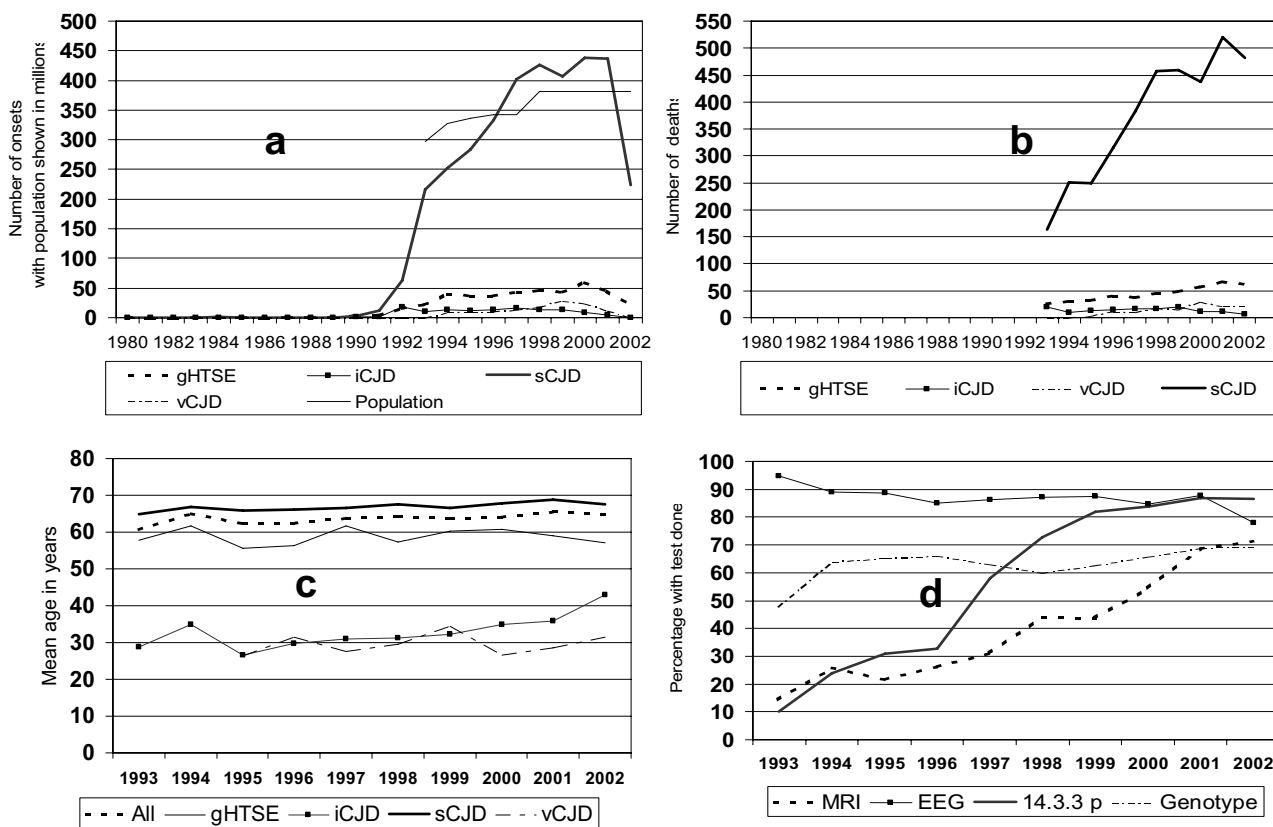 Number of onsets
with population shown in millions
500
450
400
350
300
250
200
150
100
50
0
a
1980 1982 1984 1986 1988 1990 1992 1994 1996 1998 2000 2002
gHTSE iCJD sCJD
vCJD Population
Number of deaths
550
500
450
400
350
300
250
200
150
100
50
0
b
1980 1982 1984 1986 1988 1990 1992 1994 1996 1998 2000 2002
gHTSE iCJD vCJD sCJD
Mean age in years
80
70
60
50
40
30
20
10
0
c
1993 1994 1995 1996 1997 1998 1999 2000 2001 2002
All gHTSE iCJD sCJD vCJD
Percentage with test done
100
90
80
70
60
50
40
30
20
10
0
d
1993 1994 1995 1996 1997 1998 1999 2000 2001 2002
MRI EEG 14.3.3 p Genotype